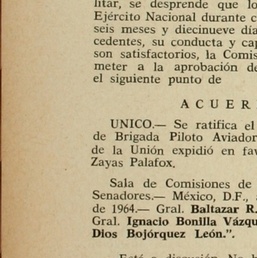 litar, se desprende que lo
Ejército Nacional durante c
seis meses y diecinueve día
cedentes, su conducta y cap
son satisfactorios, la Comis
meter a la aprobación de
el siguiente punto de
ACUER
UNICO.— Se ratifica el
de Brigada Piloto Aviador
de la Unión expidió en fav
Zayas Palafox.
Sala de Comisiones de
Senadores.— México, D.F.,
de 1964.— Gral. Baltazar R.
Gral. Ignacio Bonilla Vázqu
Dios Bojórquez León.".